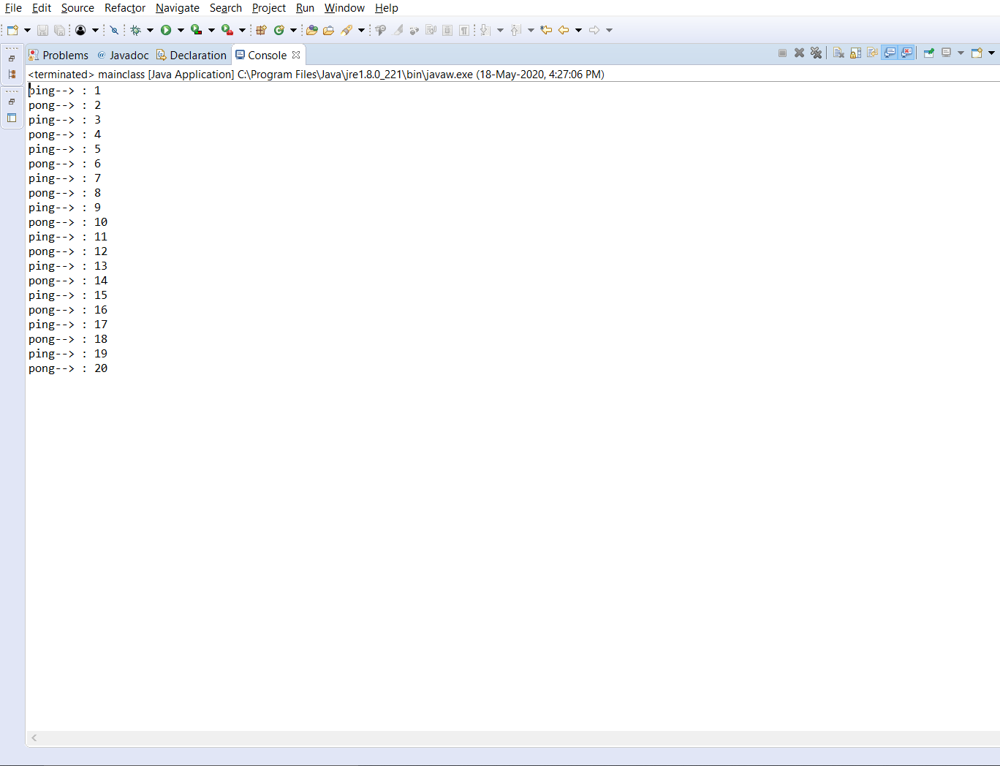 File Edit Source Refactor Navigate Search Project Run Window Help
Problems @ Javadoc Declaration Console
<terminated> mainclass [Java Application] C:\Program Files\Java\jre1.8.0_221\bin\javaw.exe (18-May-2020, 4:27:06 PM)
ping--> : 1
pong--> : 2
ping--> : 3
pong--> : 4
ping--> : 5
pong--> : 6
ping--> : 7
pong--> : 8
ping--> : 9
pong--> : 10
ping--> : 11
pong--> : 12
ping--> : 13
pong--> : 14
ping--> : 15
pong--> : 16
ping--> : 17
pong--> : 18
ping--> : 19
pong--> : 20